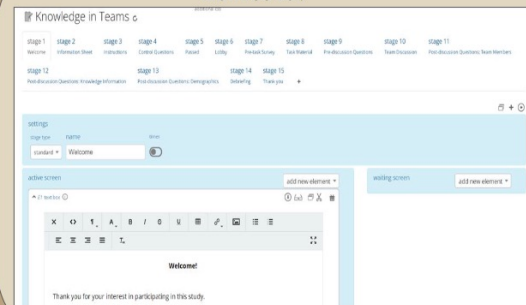 Knowledge in Teams
stage 1 stage 2 stage 3 stage 4 stage 5 stage 6 stage 7 stage 8 stage 9 stage 10 stage 11
Welcome Information Sheet Instructions Control Questions Passed Lobby Pre-task Survey Task Material Pre-discussion Questions Team Discussion Post-discussion Questions: Team Members
stage 12 stage 13 stage 14 stage 15
Post-discussion Questions: Knowledge Information Post-discussion Questions: Demographics Debriefing Thank you +
settings
stage type name timer
standard Welcome
active screen add new element waiting screen add new element
21 text box
B I U
Welcome!
Thank you for your interest in participating in this study.